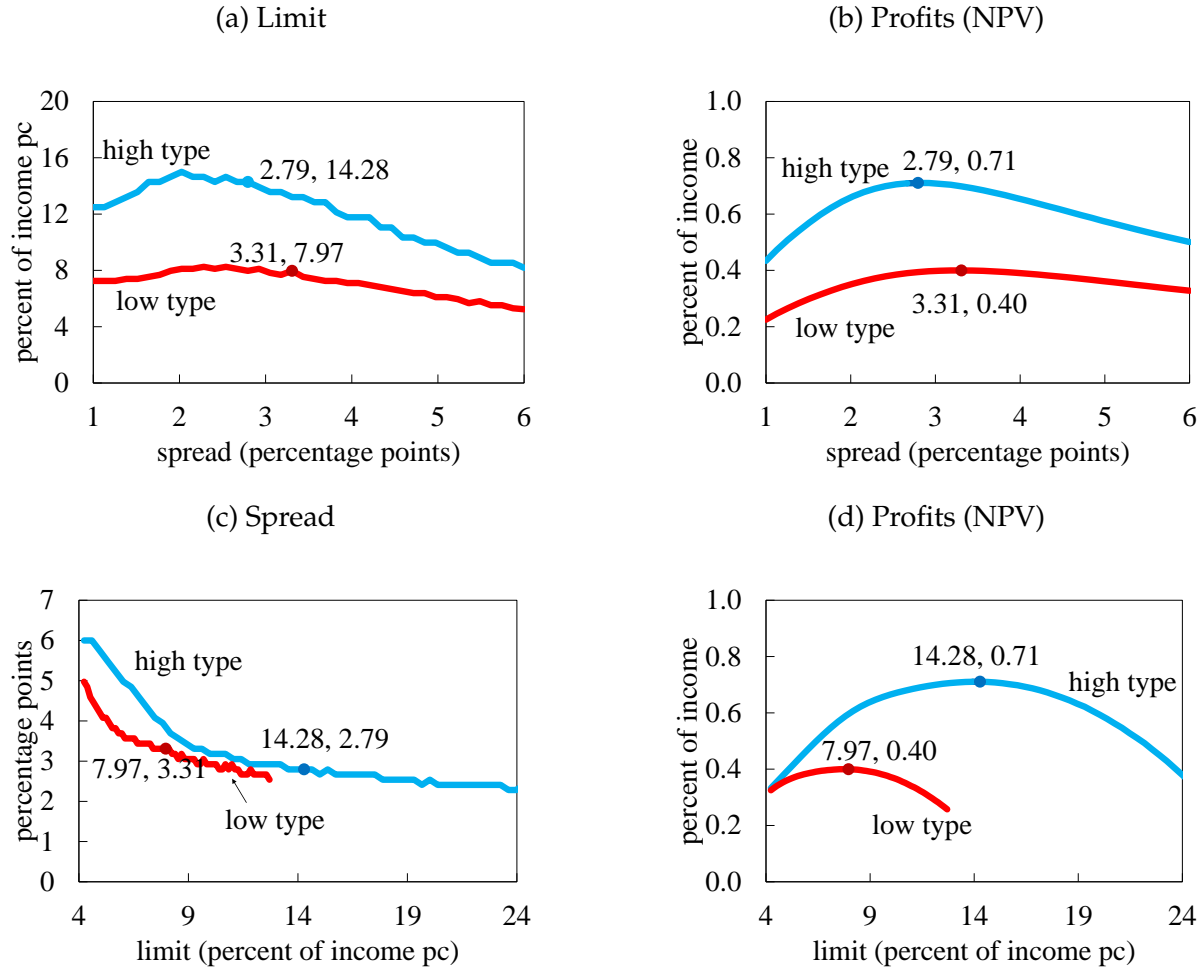 (a) Limit
(b) Profits (NPV)
percent of income pc
20
16
12
8
4
0
high type
2.79, 14.28
3.31, 7.97
low type
1 2 3 4 5 6
spread (percentage points)
percent of income
1.0
0.8
0.6
0.4
0.2
0.0
high type
2.79, 0.71
3.31, 0.40
low type
1 2 3 4 5 6
spread (percentage points)
(c) Spread
(d) Profits (NPV)
percentage points
7
6
5
4
3
2
1
0
high type
14.28, 2.79
7.97, 3.31
low type
4 9 14 19 24
limit (percent of income pc)
percent of income
1.0
0.8
0.6
0.4
0.2
0.0
14.28, 0.71
high type
7.97, 0.40
low type
4 9 14 19 24
limit (percent of income pc)